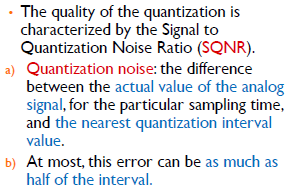 • The quality of the quantization is
characterized by the Signal to
Quantization Noise Ratio (SQNR).
a) Quantization noise: the difference
between the actual value of the analog
signal, for the particular sampling time,
and the nearest quantization interval
value.
b) At most, this error can be as much as
half of the interval.